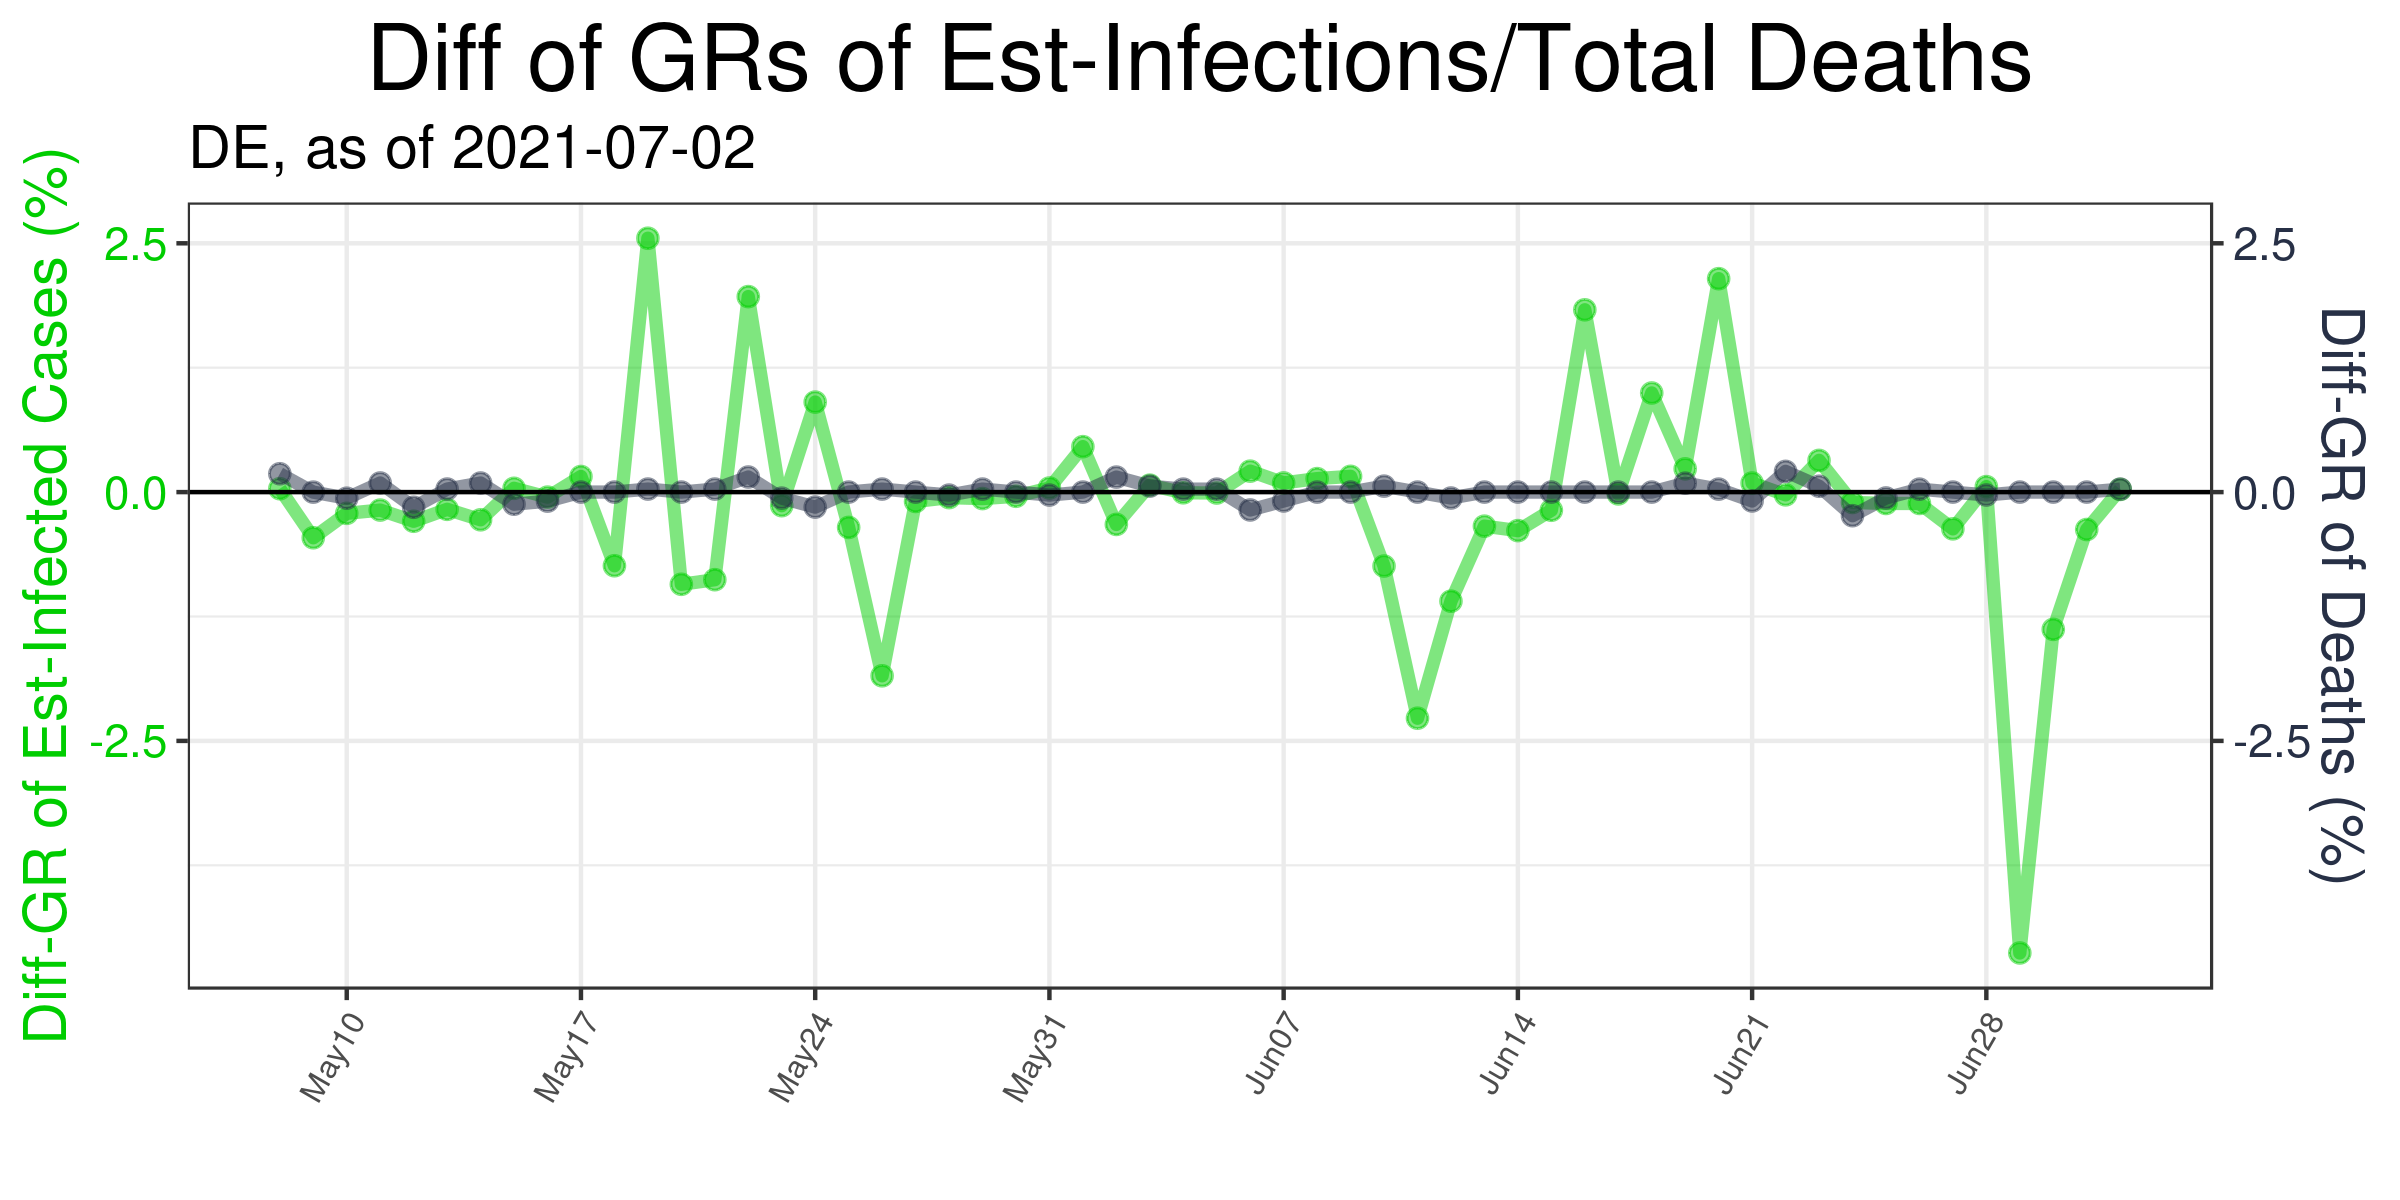 Diff of GRs of Est-Infections/Total Deaths
DE, as of 2021-07-02
Diff-GR of Est-Infected Cases (%)
2.5
0.0
-2.5
2.5
0.0
-2.5
Diff-GR of Deaths (%)
May10
May17
May24
May31
Jun07
Jun14
Jun21
Jun28